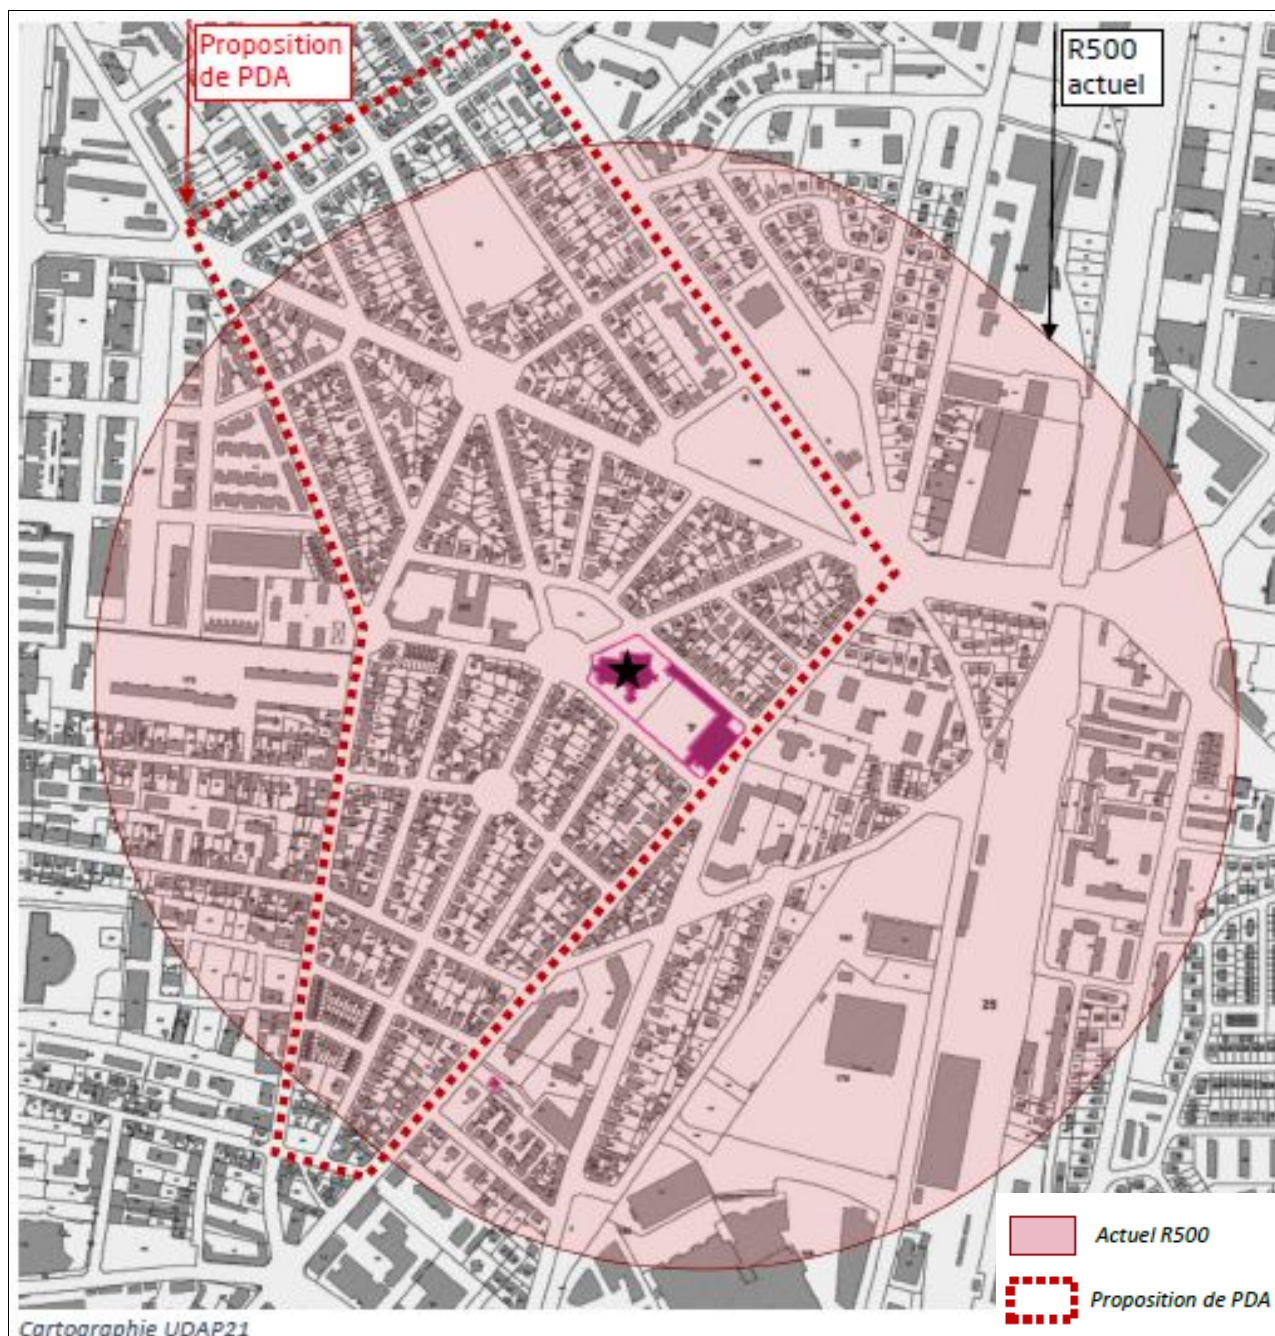 Proposition
de PDA
R500
actuel
25
Actuel R500
Proposition de PDA
Cartographie UDAP21